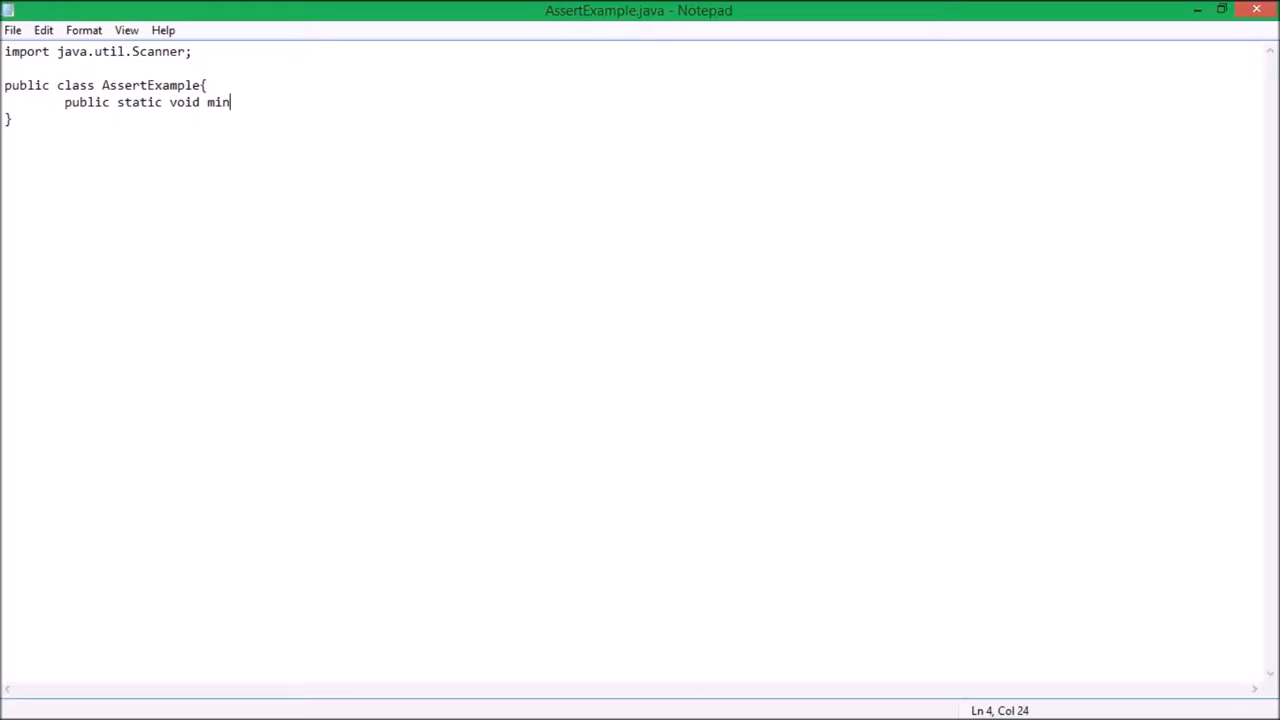 AssertExample.java - Notepad
File Edit Format View Help
import java.util.Scanner;
public class AssertExample{
public static void min
}
Ln 4, Col 24